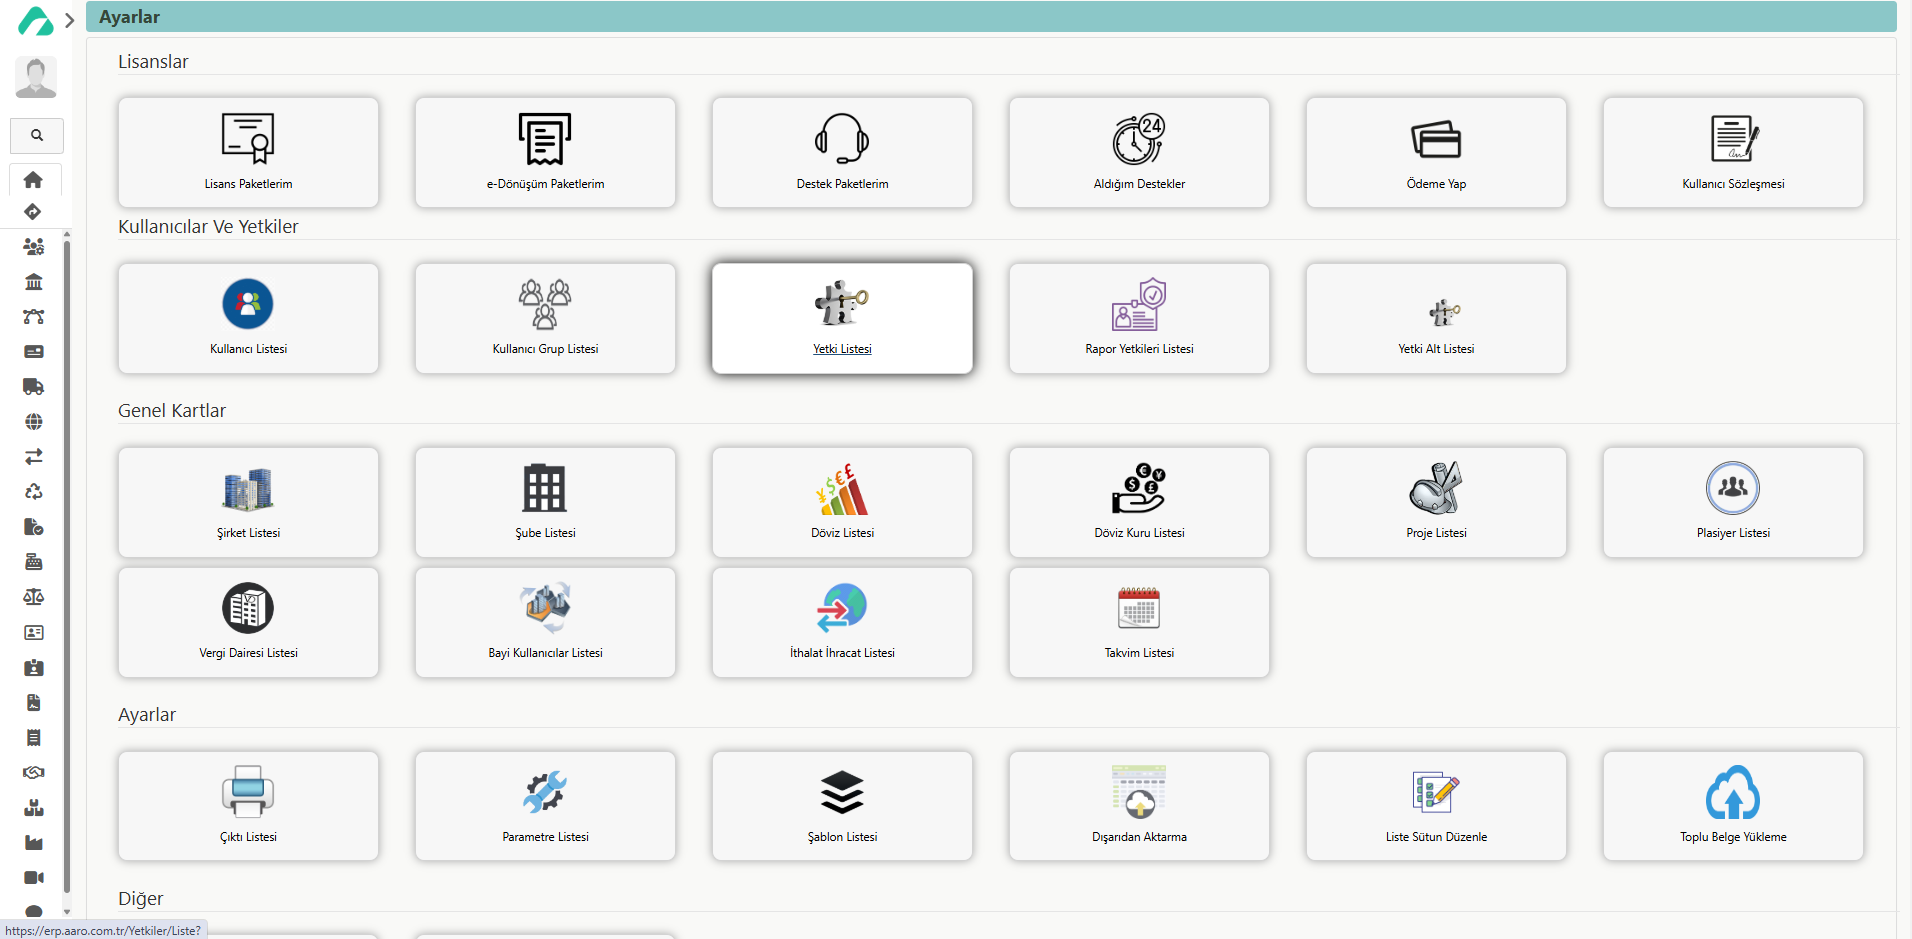 Ayarlar
Lisanslar
Lisans Paketlerim
e-Dönüşüm Paketlerim
Destek Paketlerim
24
Aldığım Destekler
Ödeme Yap
Kullanıcı Sözleşmesi
Kullanıcılar Ve Yetkiler
Kullanıcı Listesi
Kullanıcı Grup Listesi
Yetki Listesi
Rapor Yetkileri Listesi
Yetki Alt Listesi
Genel Kartlar
Şirket Listesi
Şube Listesi
Döviz Listesi
Döviz Kuru Listesi
Proje Listesi
Plasiyer Listesi
Vergi Dairesi Listesi
Bayi Kullanıcılar Listesi
İthalat İhracat Listesi
Takvim Listesi
Ayarlar
Çıktı Listesi
Parametre Listesi
Şablon Listesi
Dışarıdan Aktarma
Liste Sütun Düzenle
Toplu Belge Yükleme
Diğer
https://erp.aaro.com.tr/Yetkiler/Liste?